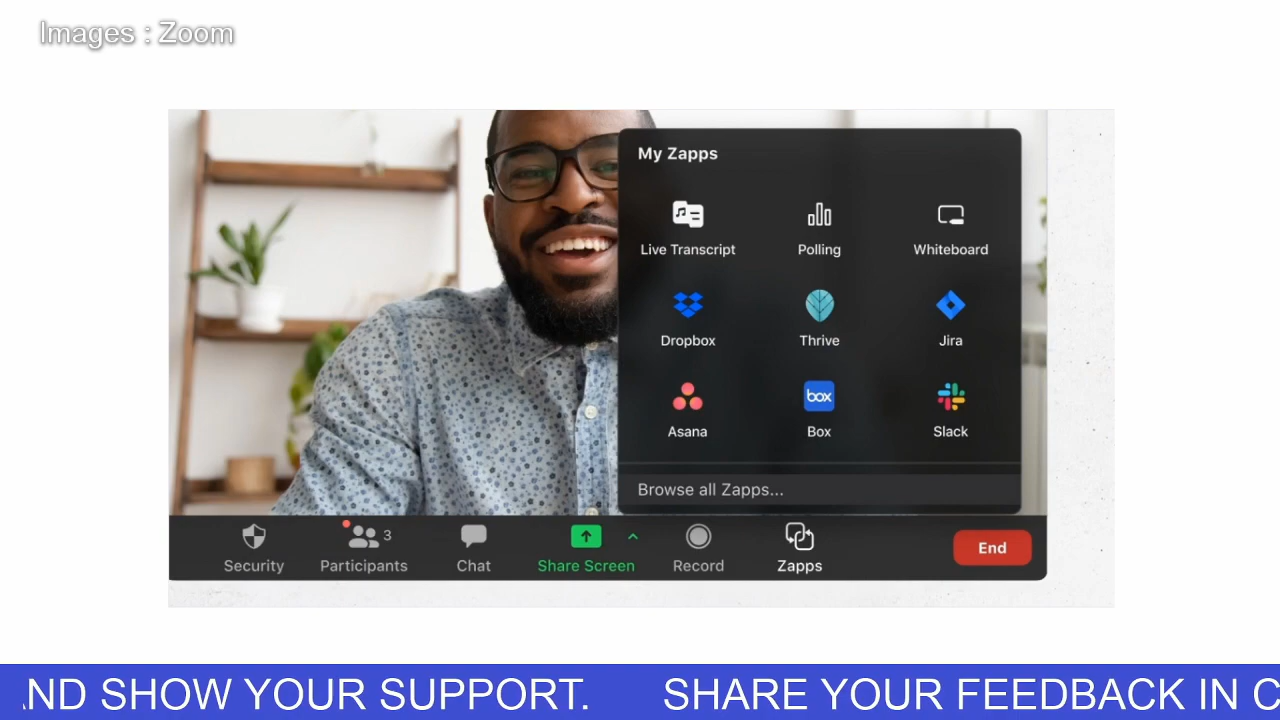 Images : Zoom
My Zapps
Live Transcript Polling Whiteboard
Dropbox Thrive Jira
box
Asana Box Slack
Browse all Zapps...
3
Security Participants Chat Share Screen Record Zapps End
SHOW YOUR SUPPORT. SHARE YOUR FEEDBACK IN